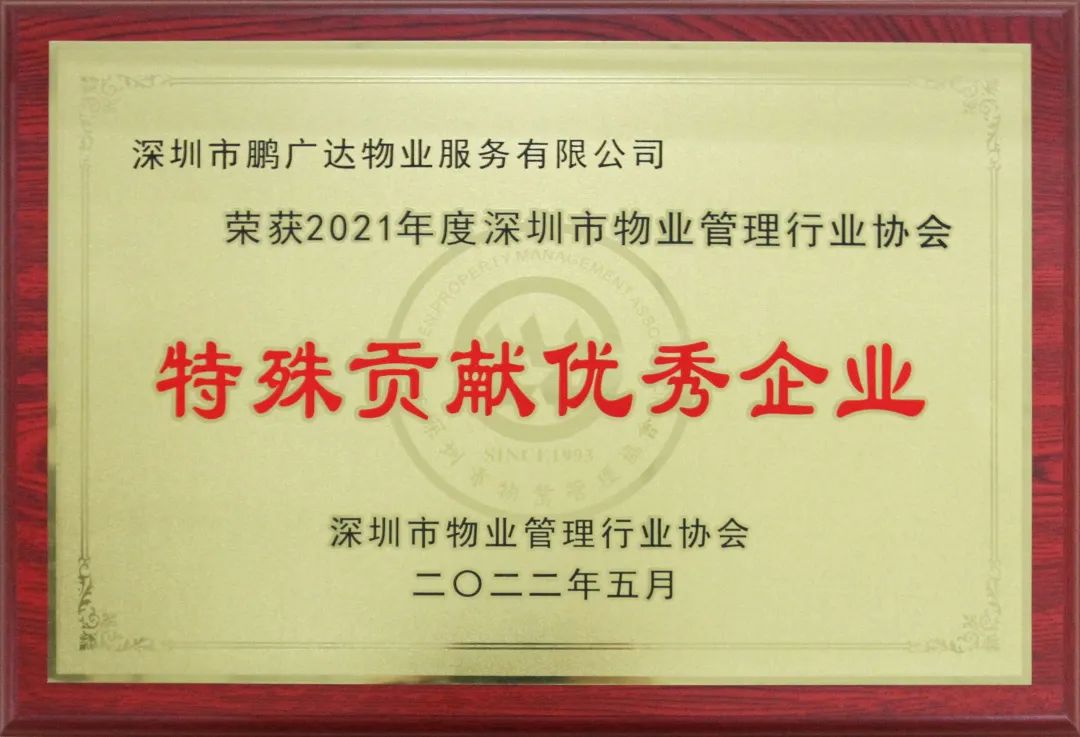 深圳市鹏广达物业服务有限公司
荣获2021年度深圳市物业管理行业协会
特殊贡献优秀企业
深圳市物业管理行业协会
二〇二二年五月
PROPERTY MANAGEMENT
SINCE1993